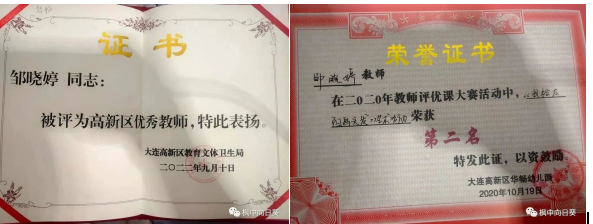 证书
邹晓婷 同志:
被评为高新区优秀教师,特此表扬。
大连高新区教育文体卫生局
二〇二二年九月十日
枫中向日葵
荣誉证书
邹晓婷 教师
在二0二0年教师评优课大赛活动中,
荣获
第二名
特发此证,以资鼓励
大连高新区华畅幼儿园
2020年10月19日
枫中向日葵